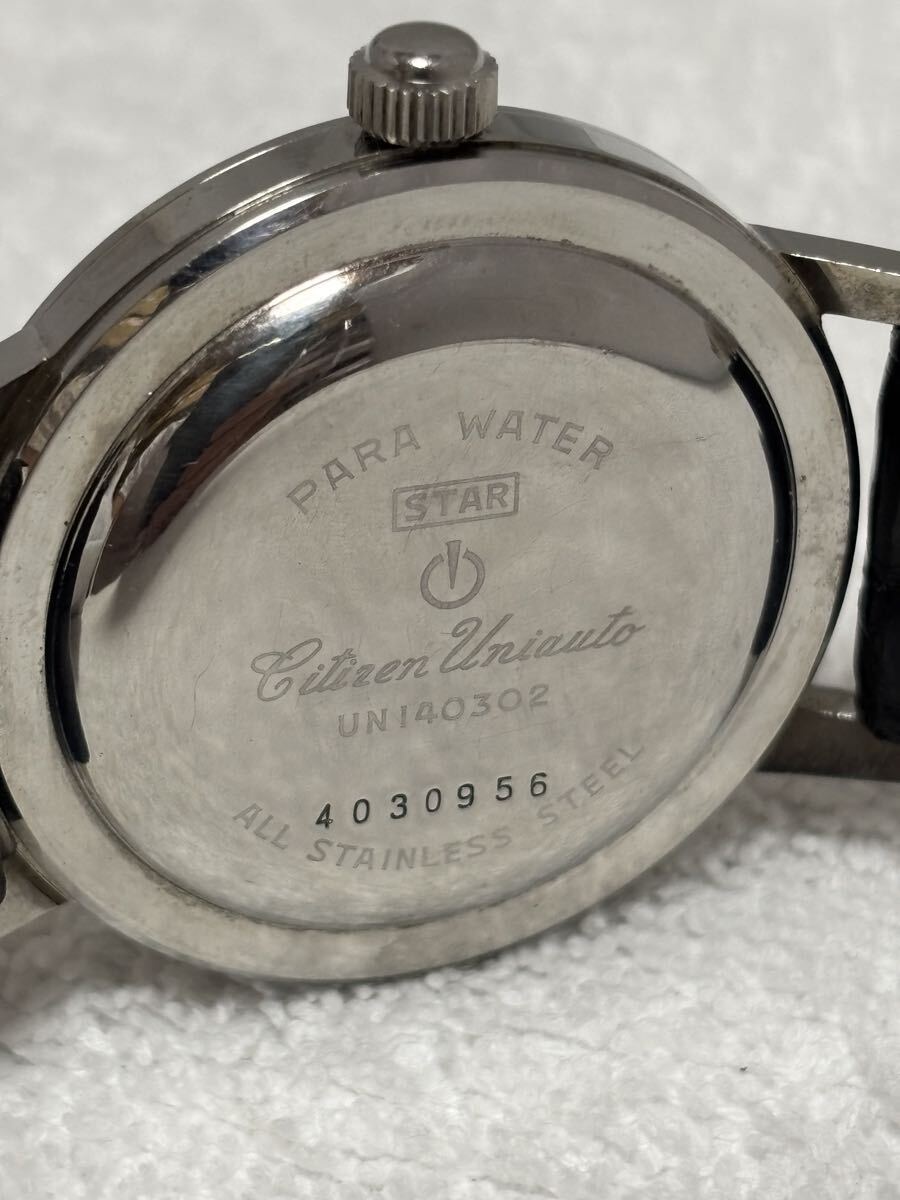 PARA WATER
STAR
Citizen Uniauto
UN140302
4030956
ALL STAINLESS STEEL